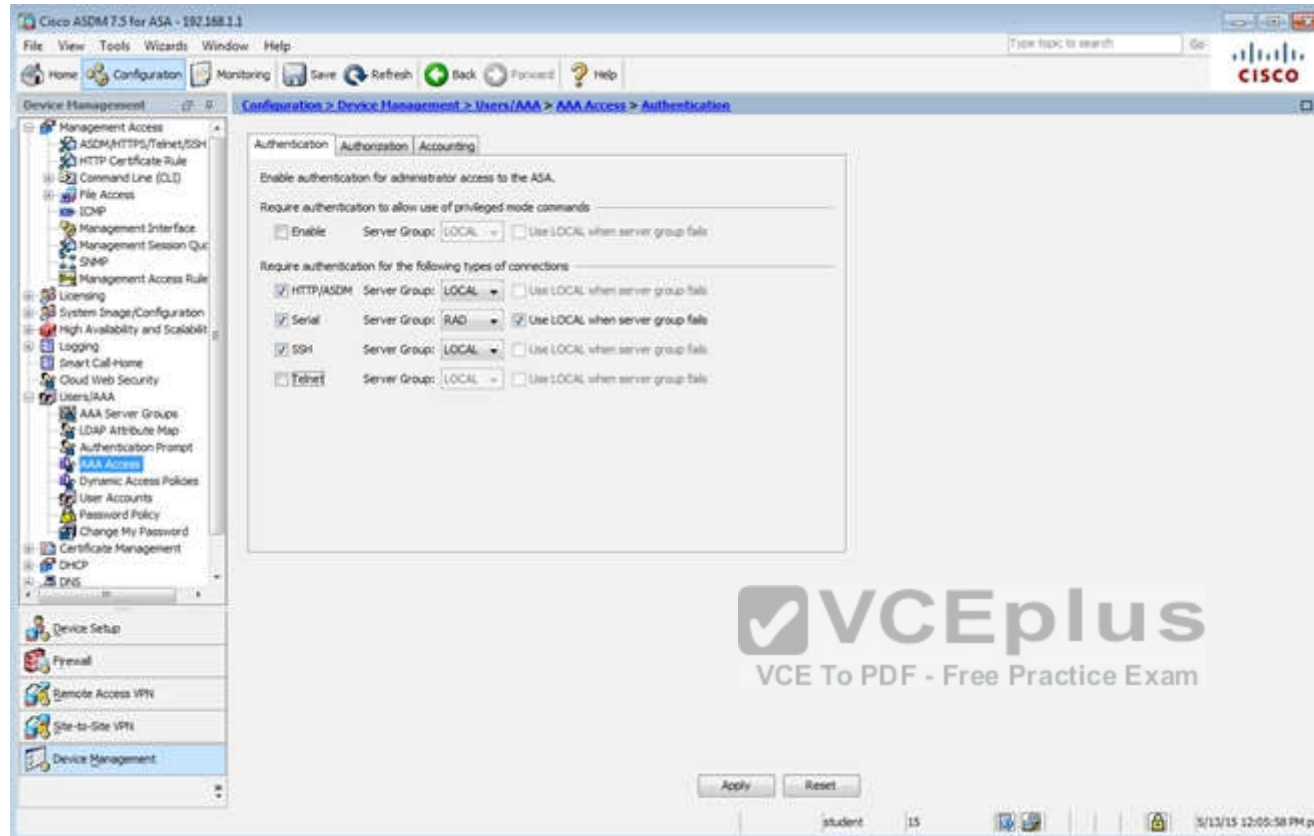 Cisco ASDM 7.5 for ASA - 192.168.1.1
File View Tools Wizards Window Help
Type topic to search Go
Home Configuration Monitoring Save Refresh Back Forward Help
CISCO
Device Management
Configuration > Device Management > Users/AAA > AAA Access > Authentication
Management Access
ASDM/HTTPS/Telnet/SSH
HTTP Certificate Rule
Command Line (CLI)
File Access
ICMP
Management Interface
Management Session Quo
SNMP
Management Access Rule
Licensing
System Image/Configuration
High Availability and Scalabilit
Logging
Smart Call-Home
Cloud Web Security
Users/AAA
AAA Server Groups
LDAP Attribute Map
Authentication Prompt
AAA Access
Dynamic Access Policies
User Accounts
Password Policy
Change My Password
Certificate Management
DHCP
DNS
Device Setup
Firewall
Remote Access VPN
Site-to-Site VPN
Device Management
Authentication Authorization Accounting
Enable authentication for administrator access to the ASA.
Require authentication to allow use of privileged mode commands
Enable Server Group: LOCAL Use LOCAL when server group fails
Require authentication for the following types of connections
HTTP/ASDM Server Group: LOCAL Use LOCAL when server group fails
Serial Server Group: RAD Use LOCAL when server group fails
SSH Server Group: LOCAL Use LOCAL when server group fails
Telnet Server Group: LOCAL Use LOCAL when server group fails
VCEplus
VCE To PDF - Free Practice Exam
Apply Reset
student 15 5/13/15 12:05:58 PM p